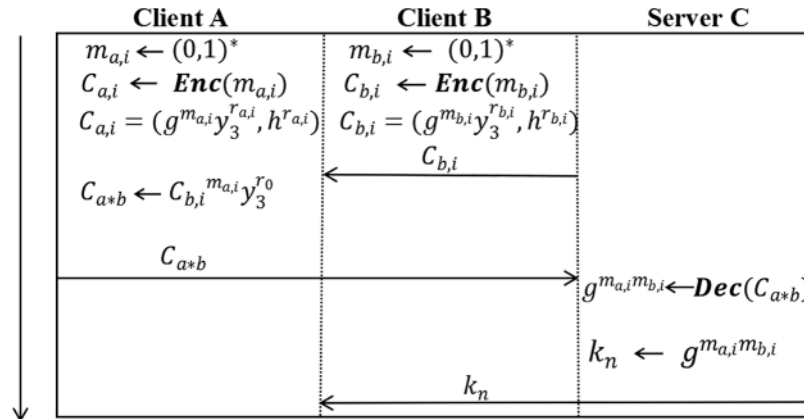 Client A Client B Server C
m_{a,i} ← (0,1)^* m_{b,i} ← (0,1)^*
C_{a,i} ← Enc(m_{a,i}) C_{b,i} ← Enc(m_{b,i})
C_{a,i} = (g^{m_{a,i}} y_3^{r_{a,i}}, h^{r_{a,i}}) C_{b,i} = (g^{m_{b,i}} y_3^{r_{b,i}}, h^{r_{b,i}})
C_{b,i}
C_{a*b} ← C_{b,i}^{m_{a,i}} y_3^{r_0}
C_{a*b}
g^{m_{a,i} m_{b,i}} ← Dec(C_{a*b})
k_n ← g^{m_{a,i} m_{b,i}}
k_n